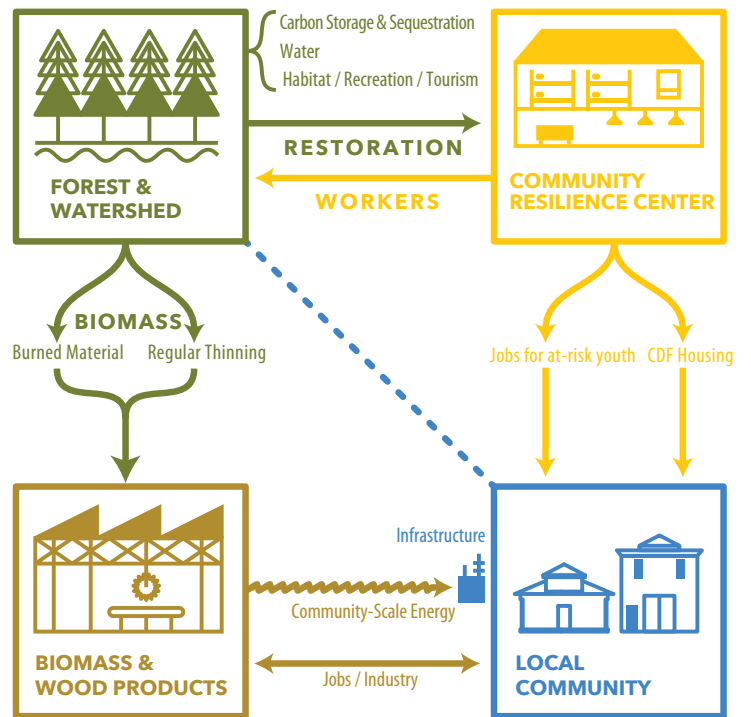 Carbon Storage & Sequestration
Water
Habitat / Recreation / Tourism
RESTORATION
WORKERS
FOREST &
WATERSHED
COMMUNITY
RESILIENCE CENTER
BIOMASS
Burned Material
Regular Thinning
Jobs for at-risk youth
CDF Housing
Infrastructure
Community-Scale Energy
BIOMASS &
WOOD PRODUCTS
Jobs / Industry
LOCAL
COMMUNITY